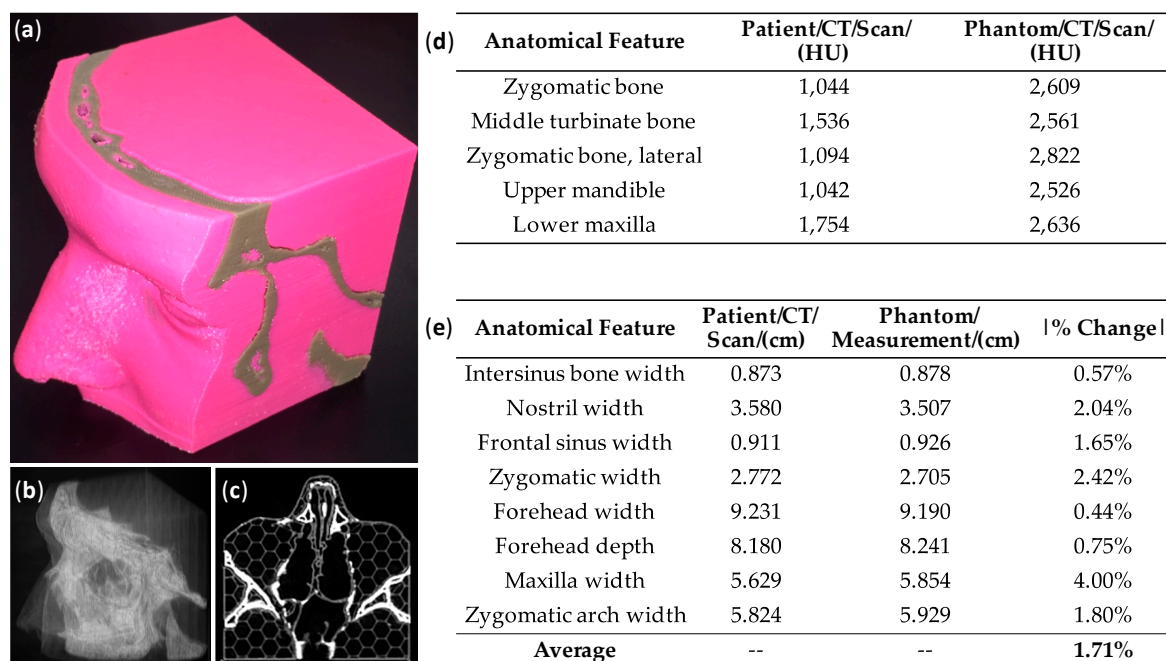 (a)
(b)
(c)
(d)
Anatomical Feature Patient/CT/Scan/ Phantom/CT/Scan/
(HU) (HU)
Zygomatic bone 1,044 2,609
Middle turbinate bone 1,536 2,561
Zygomatic bone, lateral 1,094 2,822
Upper mandible 1,042 2,526
Lower maxilla 1,754 2,636
(e)
Anatomical Feature Patient/CT/ Phantom/ |% Change|
Scan/(cm) Measurement/(cm)
Intersinus bone width 0.873 0.878 0.57%
Nostril width 3.580 3.507 2.04%
Frontal sinus width 0.911 0.926 1.65%
Zygomatic width 2.772 2.705 2.42%
Forehead width 9.231 9.190 0.44%
Forehead depth 8.180 8.241 0.75%
Maxilla width 5.629 5.854 4.00%
Zygomatic arch width 5.824 5.929 1.80%
Average -- -- 1.71%